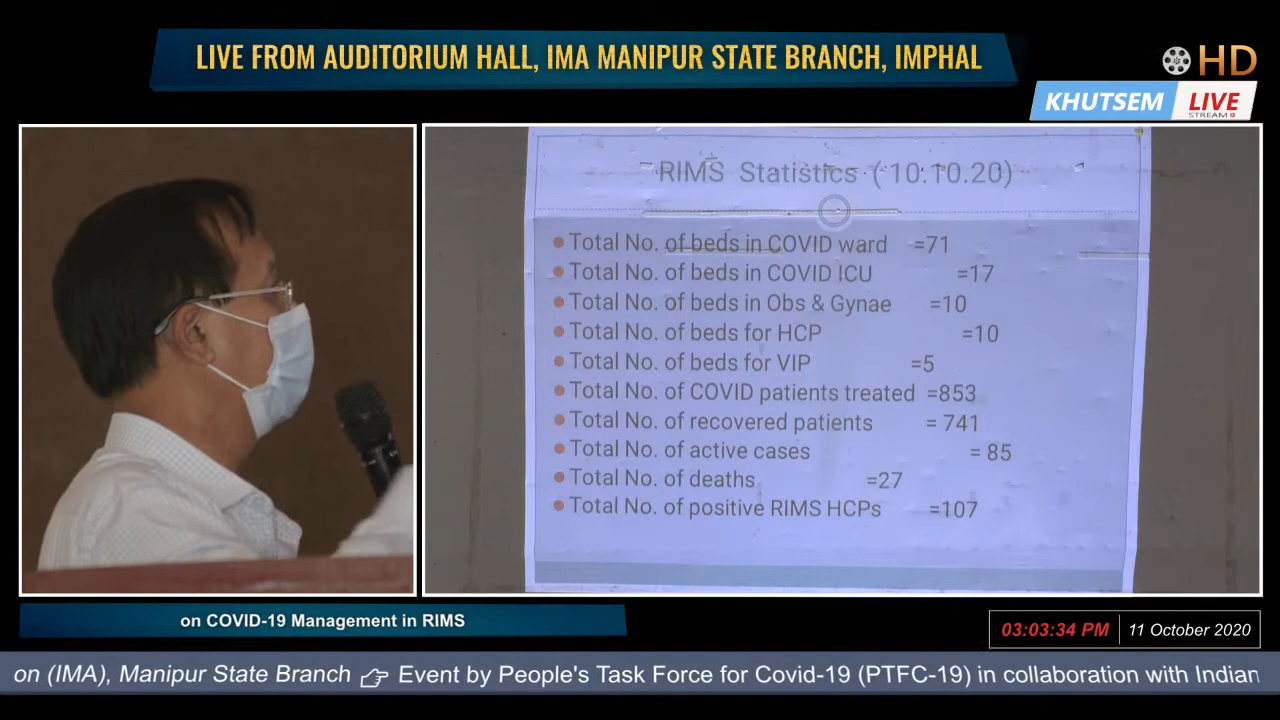 LIVE FROM AUDITORIUM HALL, IMA MANIPUR STATE BRANCH, IMPHAL
HD
KHUTSEM LIVE
STREAM
RIMS Statistics (10.10.20)
Total No. of beds in COVID ward =71
Total No. of beds in COVID ICU =17
Total No. of beds in Obs & Gynae =10
Total No. of beds for HCP =10
Total No. of beds for VIP =5
Total No. of COVID patients treated =853
Total No. of recovered patients = 741
Total No. of active cases = 85
Total No. of deaths =27
Total No. of positive RIMS HCPs =107
on COVID-19 Management in RIMS
03:03:34 PM 11 October 2020
on (IMA), Manipur State Branch Event by People's Task Force for Covid-19 (PTFC-19) in collaboration with Indian